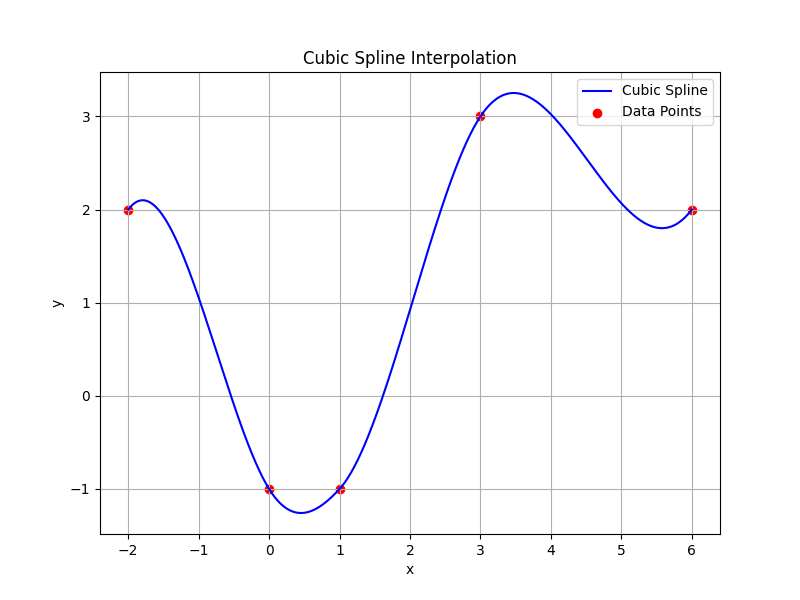 Cubic Spline Interpolation
Cubic Spline
Data Points
3
2
1
0
−1
y
−2 −1 0 1 2 3 4 5 6
x